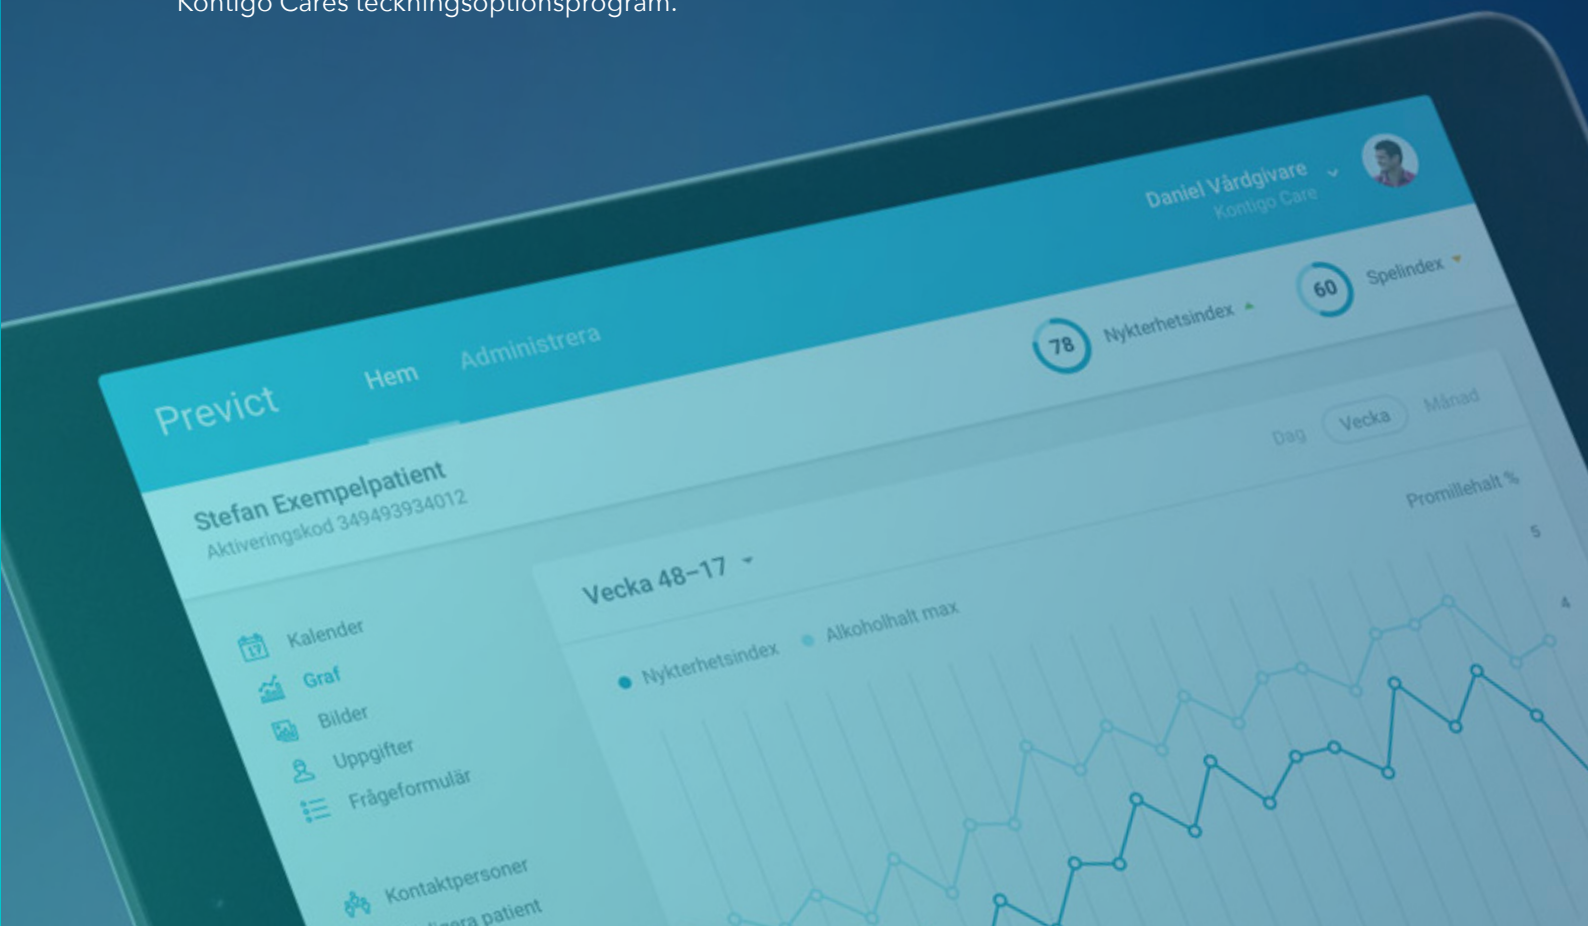 Kontigo Cares teckningsoptionsprogram.
Daniel Vårdgivare
Kontigo Care
Previct
Hem
Administrera
78
Nykterhetsindex
60
Spelindex
Stefan Exempelpatient
Aktiveringskod 349493934012
Dag
Vecka
Månad
Vecka 48–17
Promillehalt %
Nykterhetsindex
Alkoholhalt max
5
4
17
Kalender
Graf
Bilder
Uppgifter
Frågeformulär
Kontaktpersoner
patient